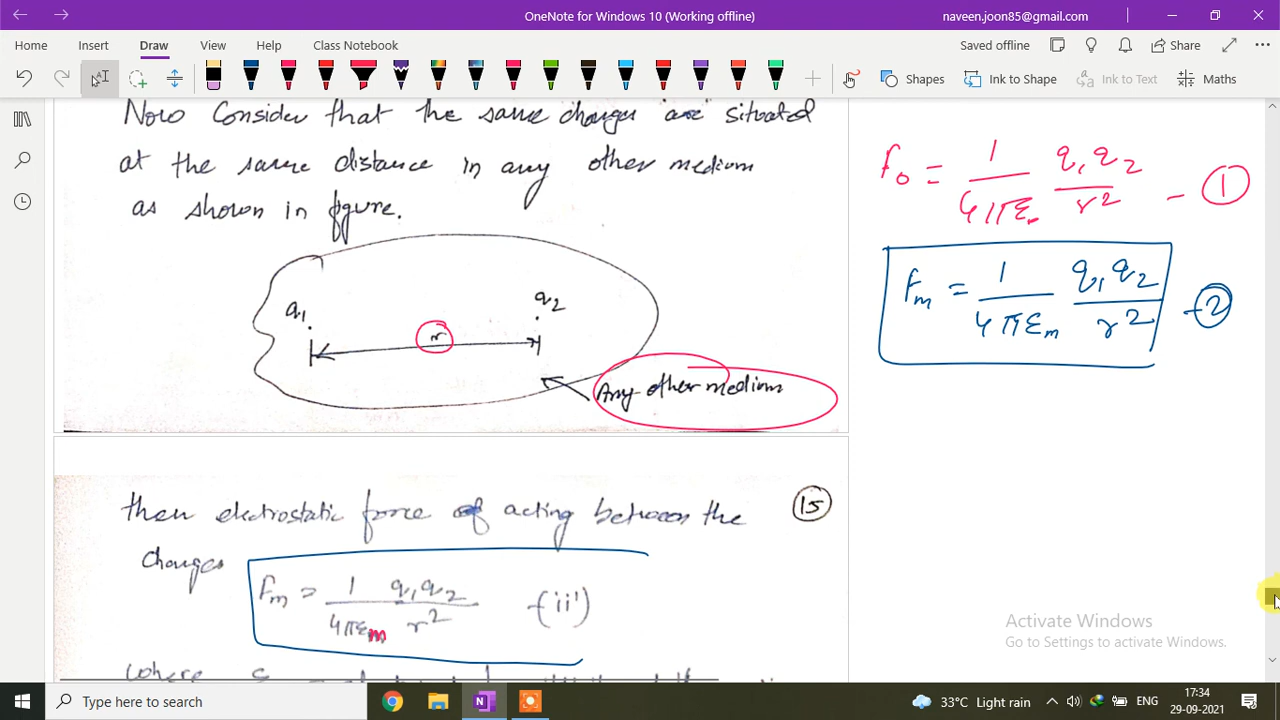 OneNote for Windows 10 (Working offline)
naveen.joon85@gmail.com
Home Insert Draw View Help Class Notebook
Saved offline Share
Shapes Ink to Shape Ink to Text Maths
Now Consider that the same charges are situated
at the same distance in any other medium
as shown in figure.
q1 r q2
Any other medium
F0 = 1/4πε0 q1q2/r² - 1
Fm = 1/4πεm q1q2/r² - 2
15
then electrostatic force of acting between the
charges
Fm = 1/4πεm q1q2/r² -(ii)
where
Activate Windows
Go to Settings to activate Windows.
Type here to search
33°C Light rain
ENG
17:34
29-09-2021